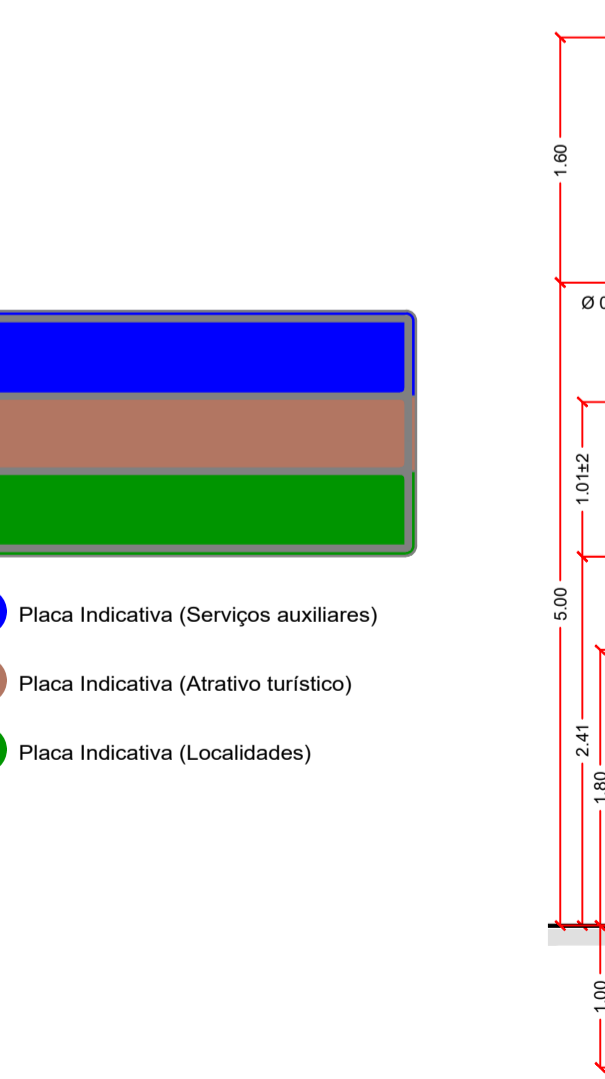 1.60
Ø 0
1.01±2
5.00
Placa Indicativa (Serviços auxiliares)
Placa Indicativa (Atrativo turístico)
2.41
Placa Indicativa (Localidades)
1.80
1.00